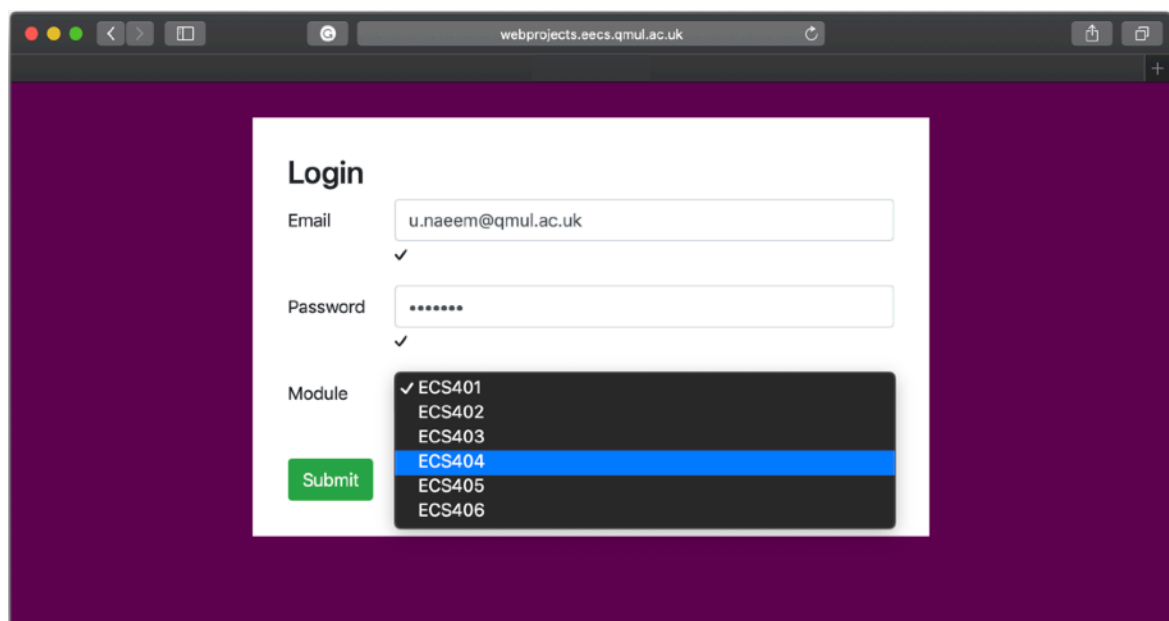 webprojects.eecs.qmul.ac.uk
Login
Email u.naeem@qmul.ac.uk
Password •••••••
Module ✓ ECS401
ECS402
ECS403
ECS404
Submit ECS405
ECS406